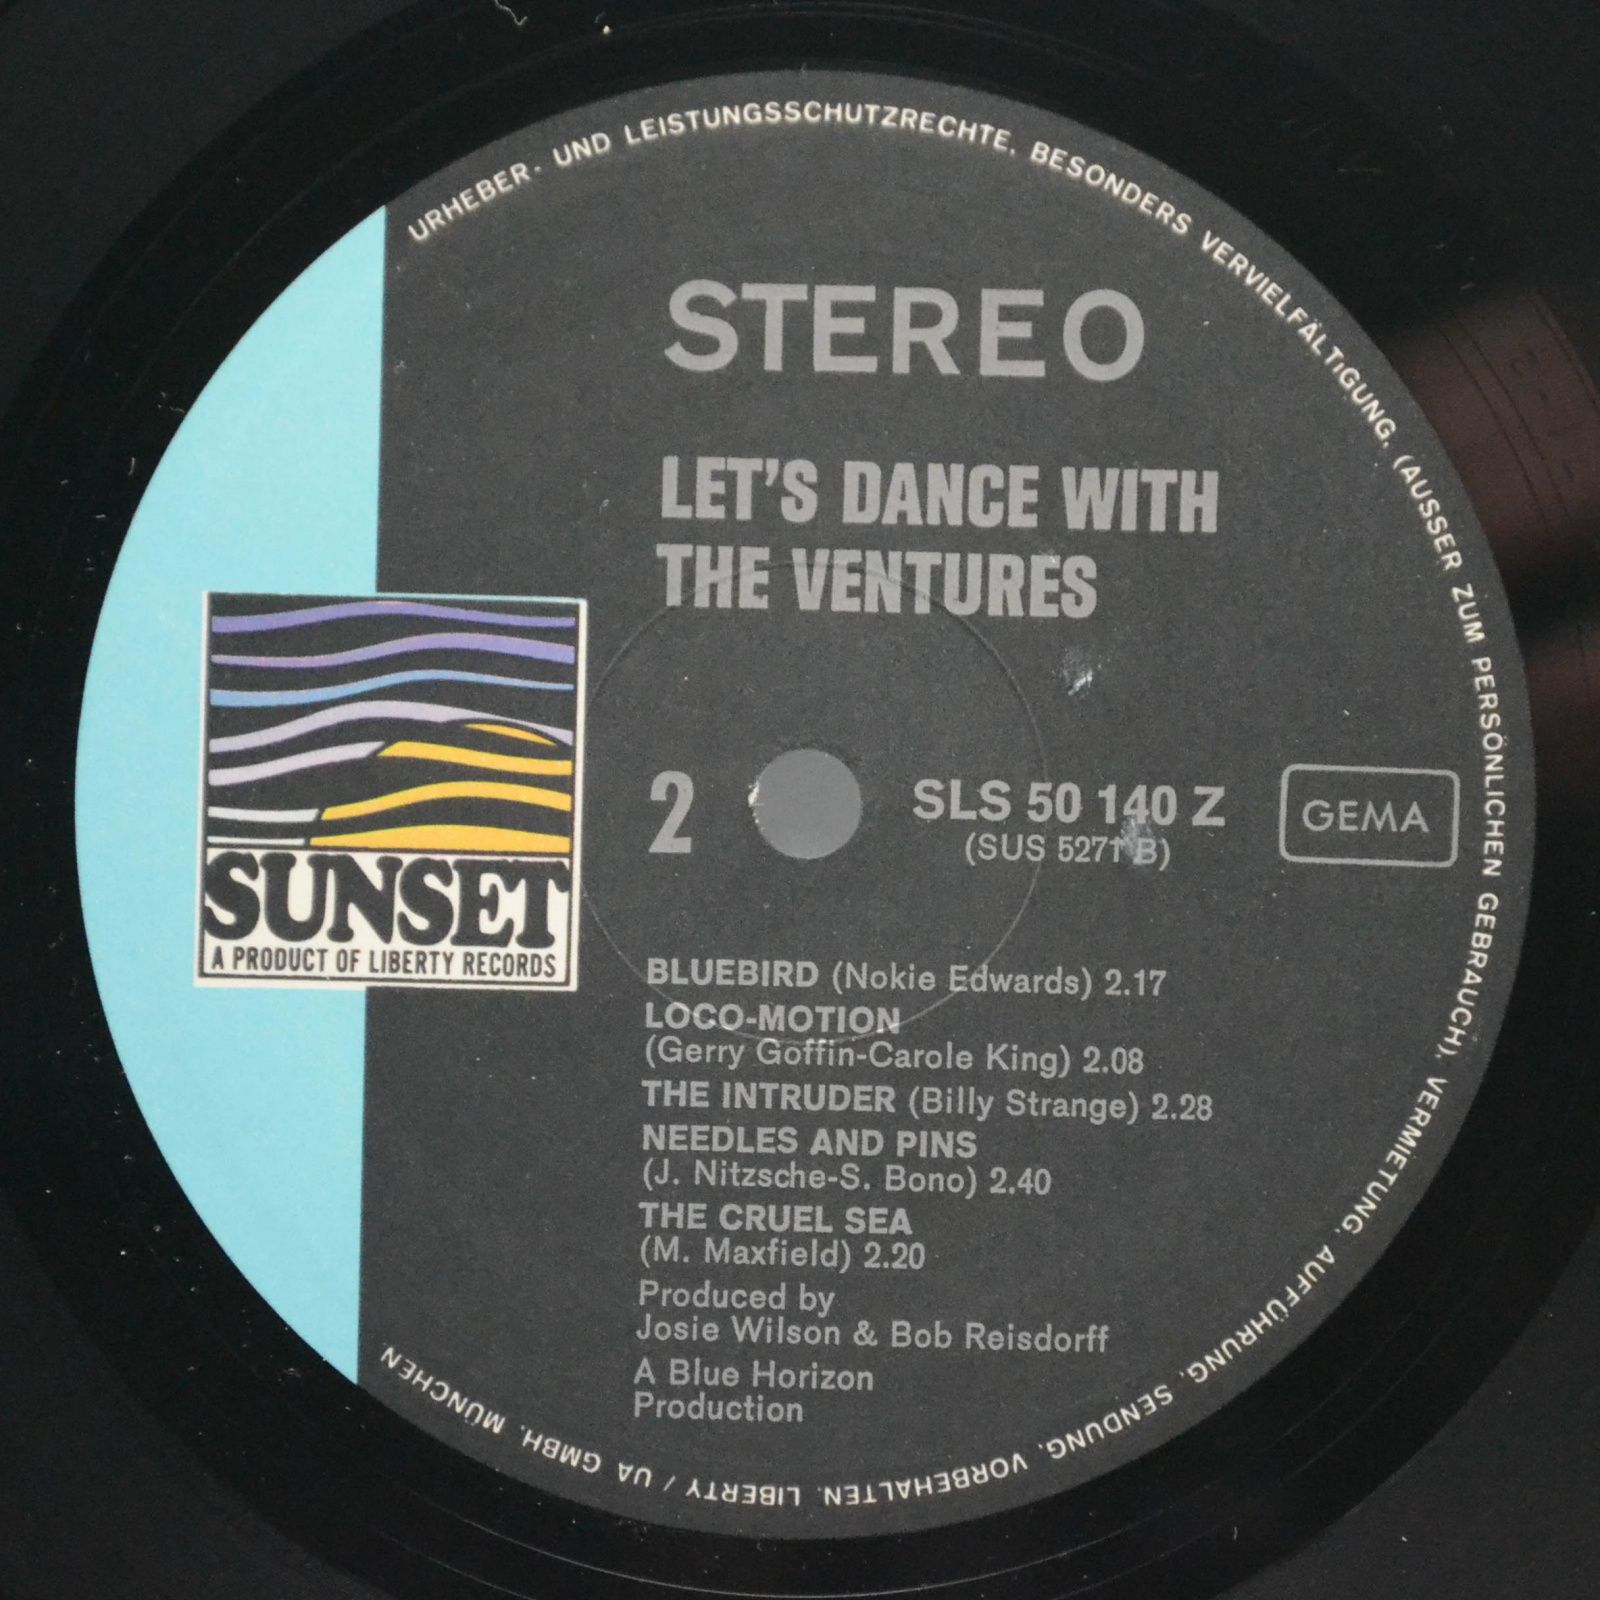 URHEBER- UND LEISTUNGSSCHUTZRECHTE, BESONDERS VERVIELFÄLTIGUNG, (AUSSER ZUM PERSÖNLICHEN GEBRAUCH), VERMIETUNG, AUFFÜHRUNG, SENDUNG, VORBEHALTEN. LIBERTY / UA GMBH, MÜNCHEN
STEREO
LET'S DANCE WITH
THE VENTURES
2
SLS 50 140 Z
(SUS 5271 B)
GEMA
SUNSET
A PRODUCT OF LIBERTY RECORDS
BLUEBIRD (Nokie Edwards) 2.17
LOCO-MOTION
(Gerry Goffin-Carole King) 2.08
THE INTRUDER (Billy Strange) 2.28
NEEDLES AND PINS
(J. Nitzsche-S. Bono) 2.40
THE CRUEL SEA
(M. Maxfield) 2.20
Produced by
Josie Wilson & Bob Reisdorff
A Blue Horizon
Production